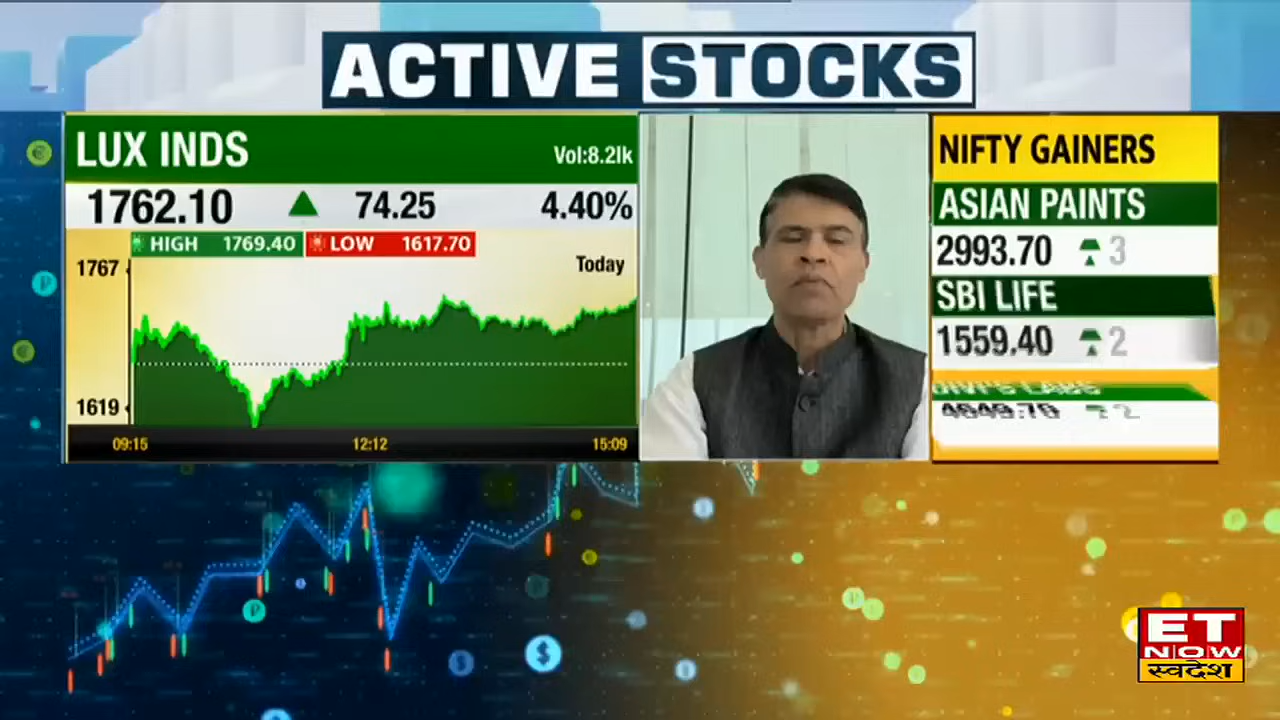 ACTIVE STOCKS
LUX INDS
Vol:8.2lk
1762.10 ▲ 74.25 4.40%
HIGH 1769.40 LOW 1617.70
1767
Today
1619
09:15 12:12 15:09
NIFTY GAINERS
ASIAN PAINTS
2993.70 3
SBI LIFE
1559.40 2
ET
NOW
स्वदेश